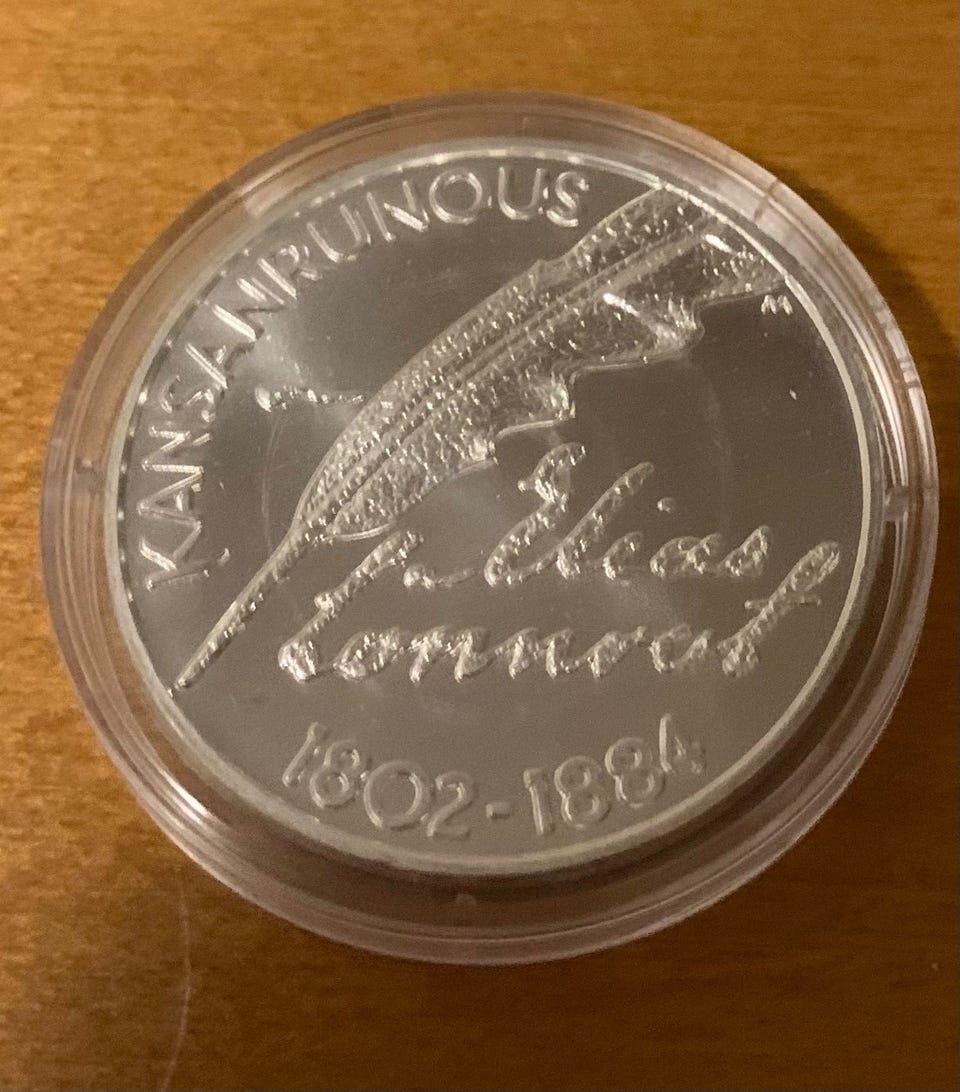 KANSANRUNOUS
M
Elias
Lönnrot
1802-1884